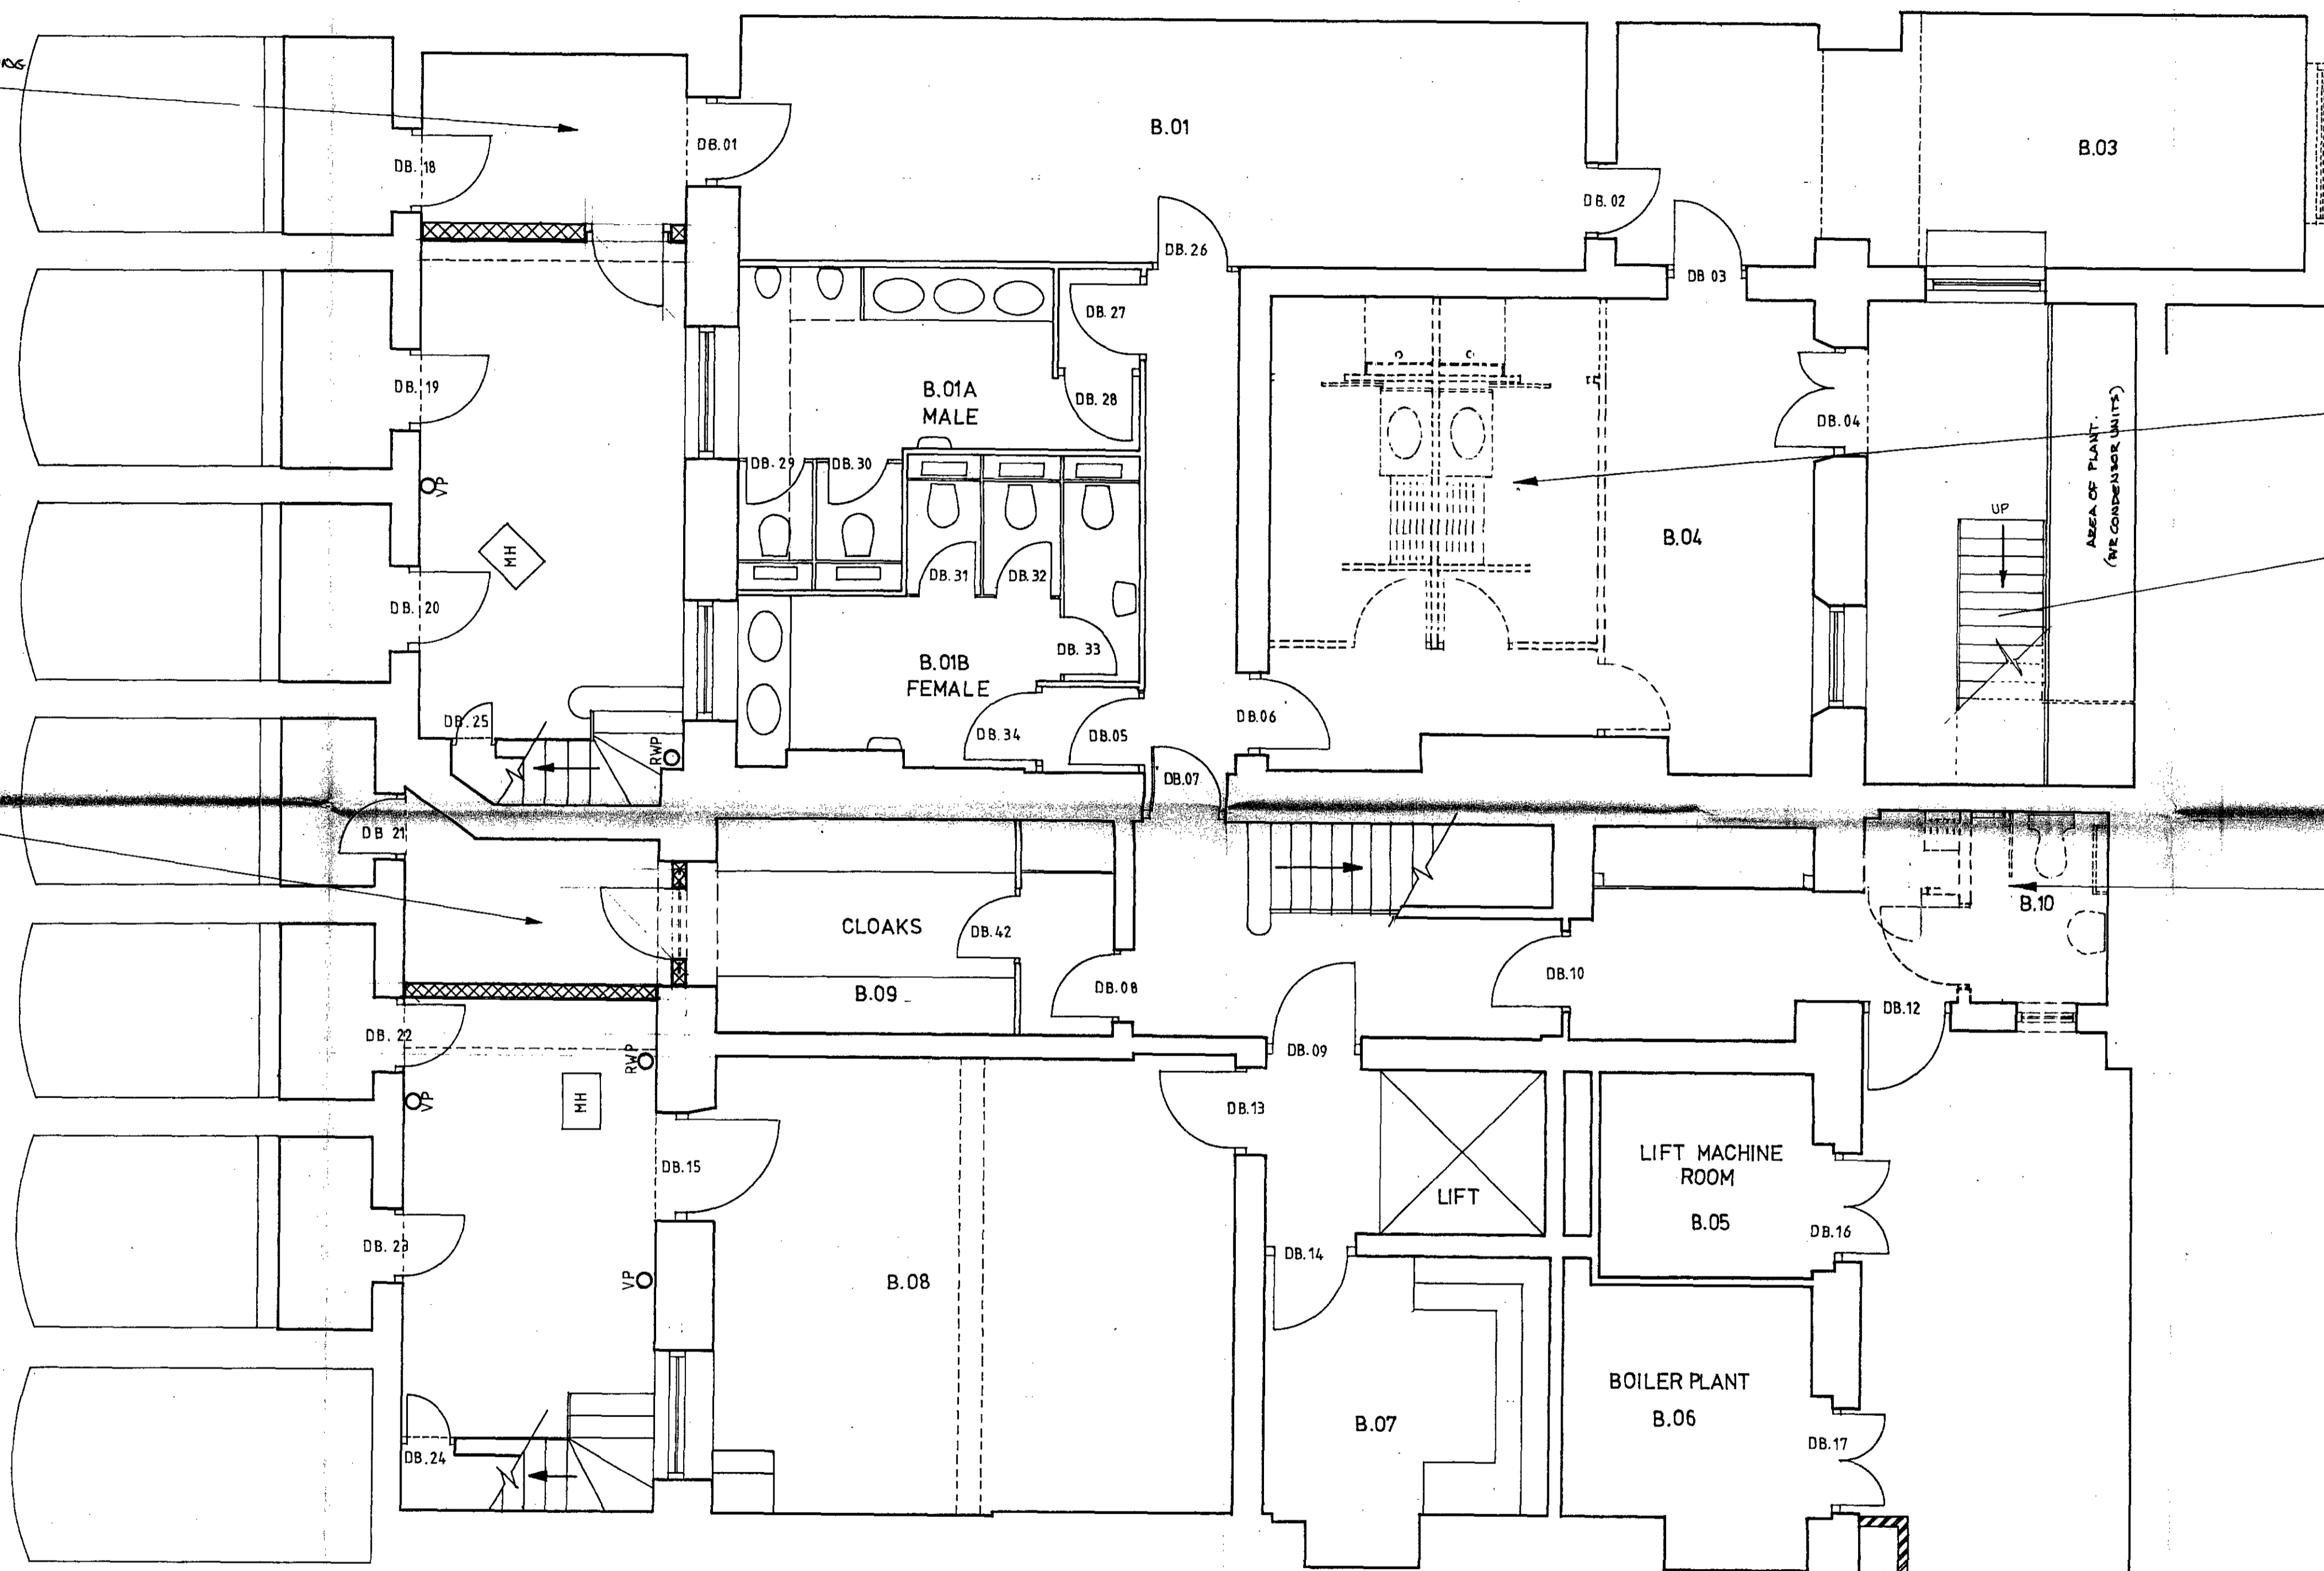 DB.01
B.01
B.03
DB. 18
DB. 02
DB.26
DB 03
DB.27
DB. 19
B.01A
MALE
DB. 28
DB.04
AREA OF PLANT.
(AIR CONDENSOR UNITS)
DB. 29
DB.30
VP
UP
B.04
MH
DB.31
DB.32
DB. 20
DB. 33
B.01B
FEMALE
DB.25
DB.34
DB.05
DB.06
RWP
DB.07
DB 21
CLOAKS
DB.42
B.10
DB.10
DB.08
B.09
DB.12
DB. 22
RWP
DB.09
VP
MH
DB.13
LIFT MACHINE
ROOM
DB.15
LIFT
B.05
DB.16
DB. 23
DB.14
VP
B.08
BOILER PLANT
B.06
B.07
DB.17
DB.24